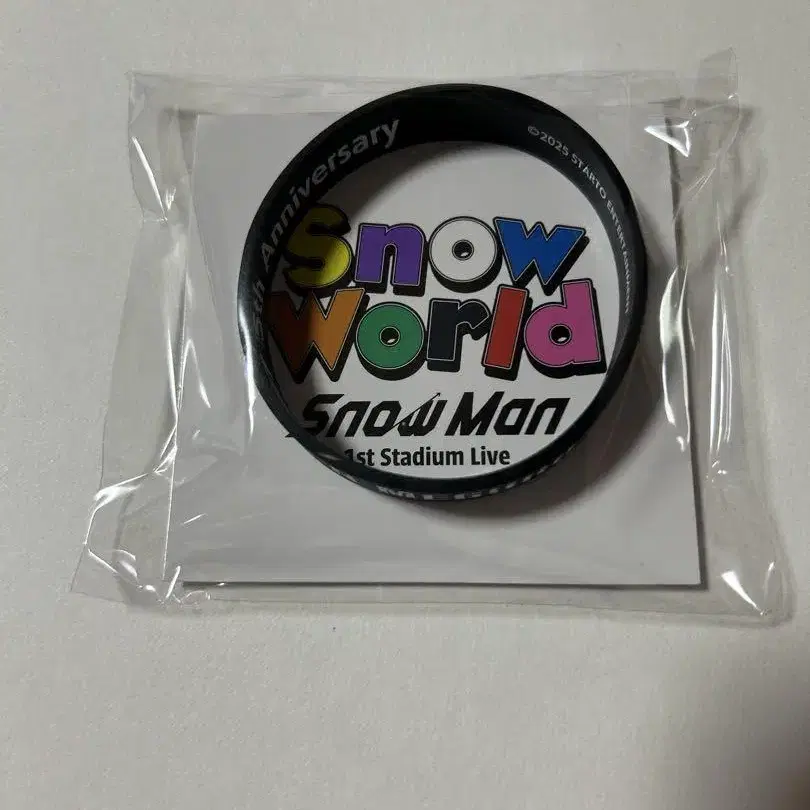 5th Anniversary
©2025 STARTO ENTERTAINMENT
Snow
World
Snow Man
1st Stadium Live